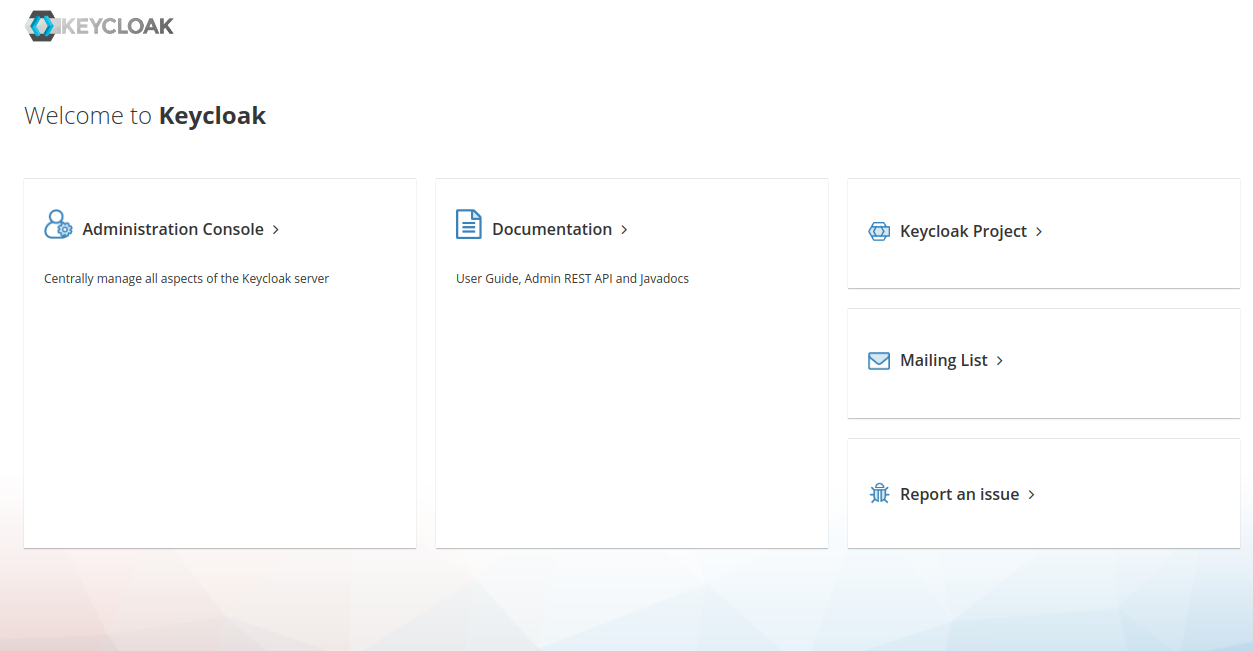 KEYCLOAK
Welcome to Keycloak
Administration Console
Centrally manage all aspects of the Keycloak server
Documentation
User Guide, Admin REST API and Javadocs
Keycloak Project
Mailing List
Report an issue